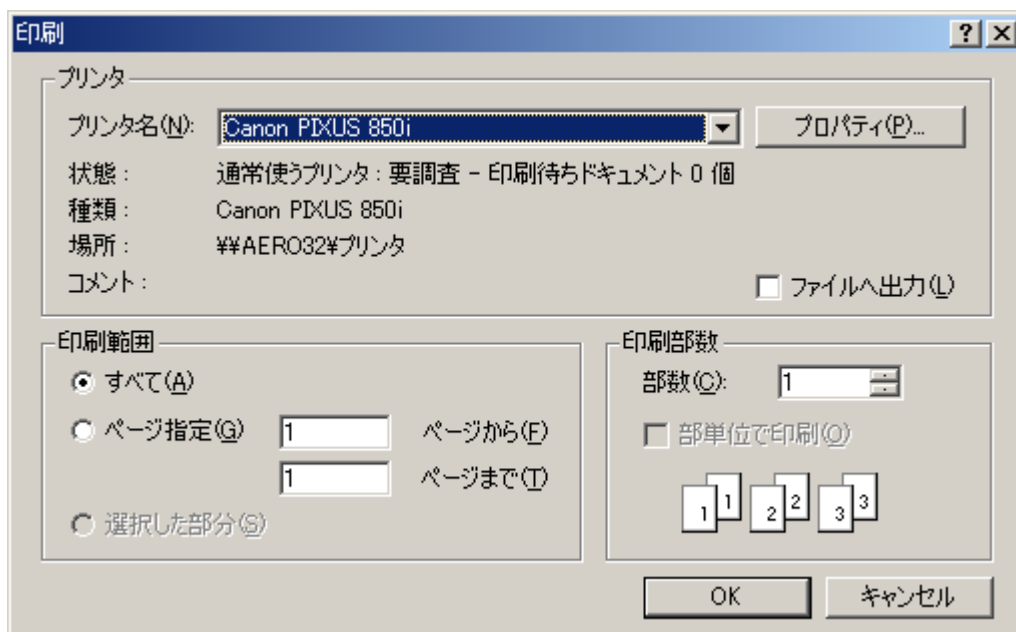 印刷
プリンタ
プリンタ名(N): Canon PIXUS 850i プロパティ(P)...
状態 : 通常使うプリンタ : 要調査 - 印刷待ちドキュメント 0 個
種類 : Canon PIXUS 850i
場所 : ¥¥AERO32¥プリンタ
コメント :
ファイルへ出力(L)
印刷範囲
すべて(A)
ページ指定(G) 1 ページから(F)
1 ページまで(T)
選択した部分(S)
印刷部数
部数(C): 1
部単位で印刷(O)
1 1 2 2 3 3
OK キャンセル